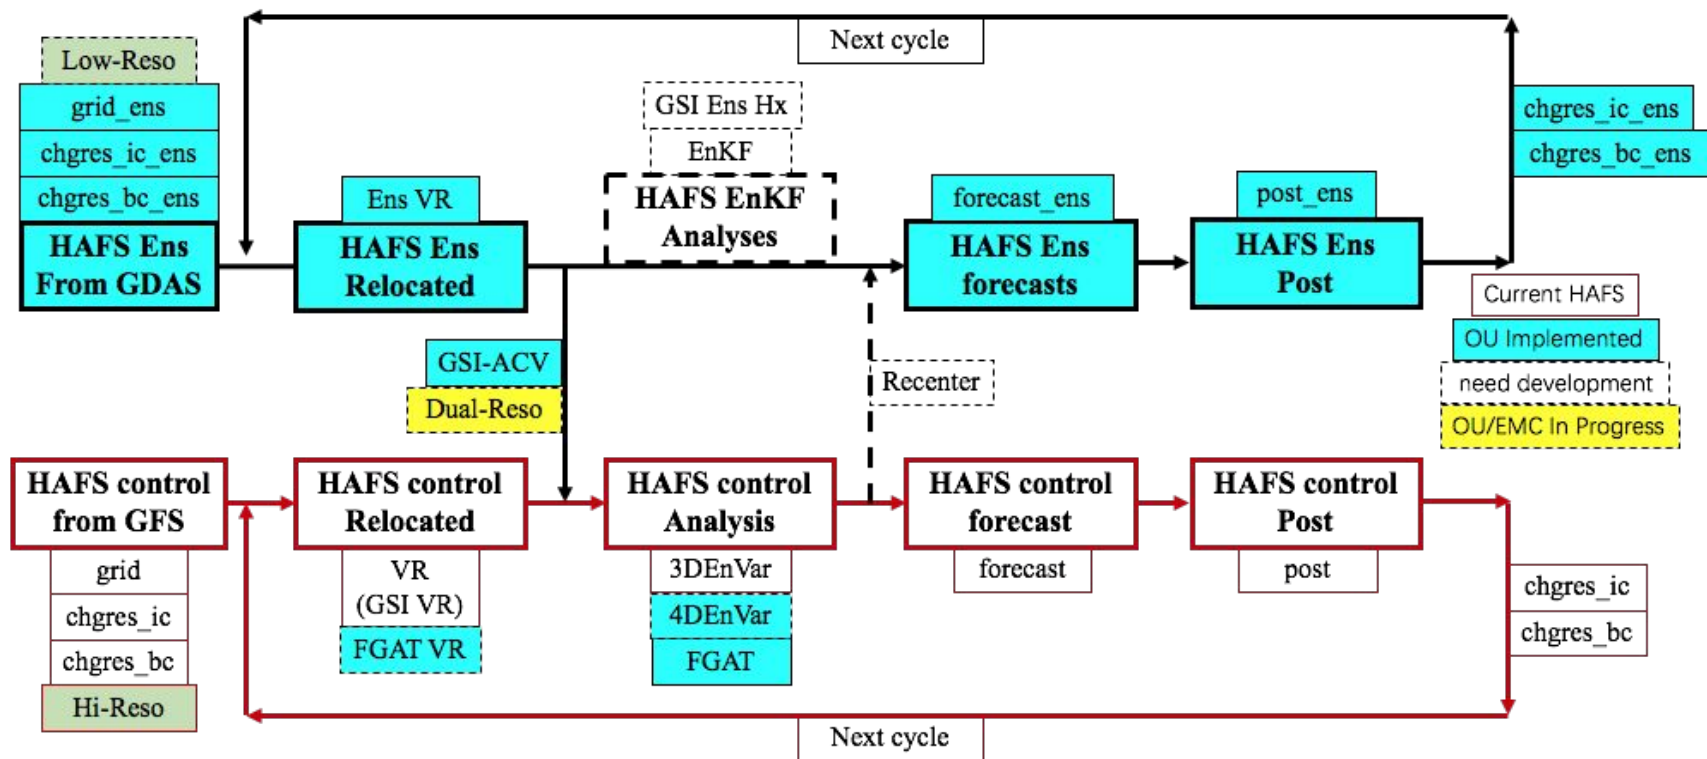 Next cycle
Low-Reso
grid_ens
chgres_ic_ens
chgres_bc_ens
HAFS Ens
From GDAS
Ens VR
HAFS Ens
Relocated
GSI Ens Hx
EnKF
HAFS EnKF
Analyses
forecast_ens
HAFS Ens
forecasts
post_ens
HAFS Ens
Post
chgres_ic_ens
chgres_bc_ens
Current HAFS
OU Implemented
need development
OU/EMC In Progress
GSI-ACV
Dual-Reso
Recenter
HAFS control
from GFS
grid
chgres_ic
chgres_bc
Hi-Reso
HAFS control
Relocated
VR
(GSI VR)
FGAT VR
HAFS control
Analysis
3DEnVar
4DEnVar
FGAT
HAFS control
forecast
forecast
HAFS control
Post
post
chgres_ic
chgres_bc
Next cycle